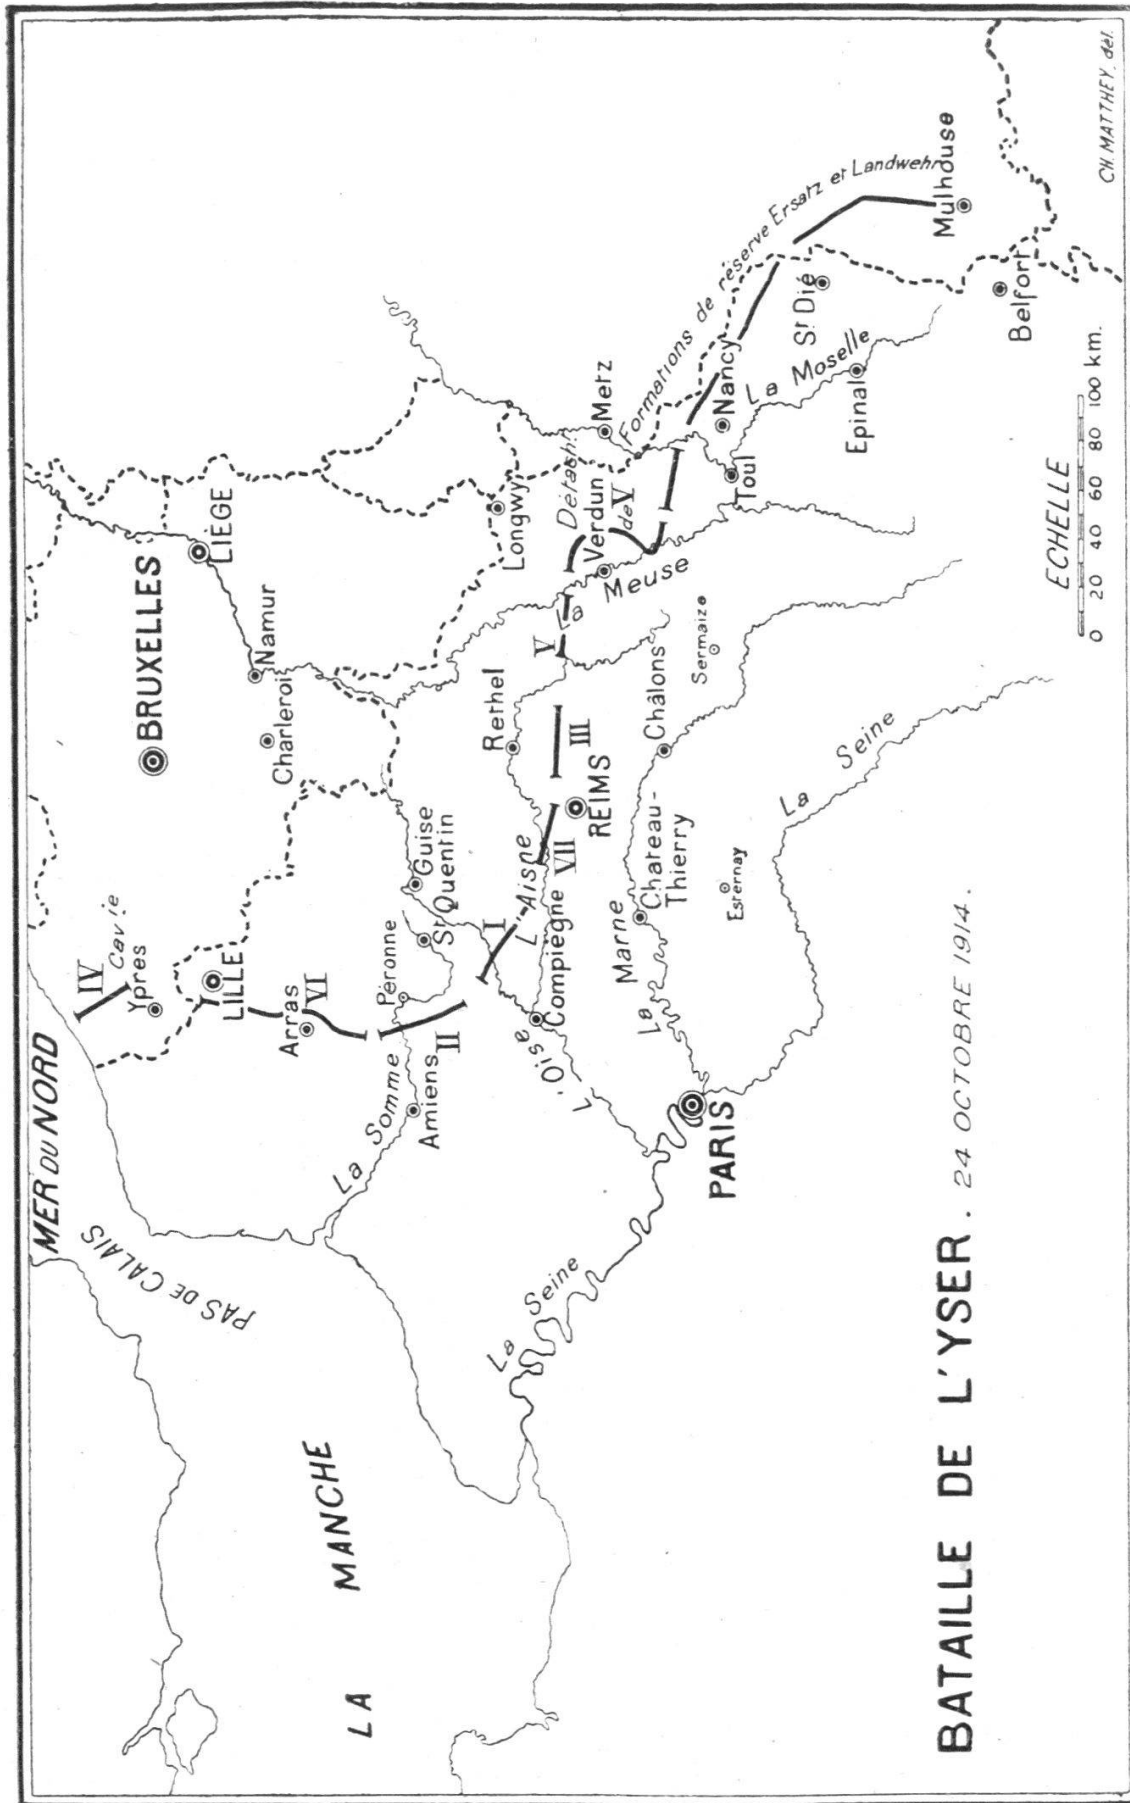 MER DU NORD
PAS DE CALAIS
LA MANCHE
IV
Cavie
Ypres
BRUXELLES
LIÈGE
LILLE
Namur
Charleroi
Arras
VI
Péronne
Guise
St Quentin
La Somme
Amiens
II
I
L'Aisne
Rethel
Longwy
L'Oise
Compiègne
VII
REIMS
III
V
La Meuse
Verdun
Détach!
de V
Metz
Formations de réserve Ersatz et Landwehr
La Seine
La Marne
Chateau-
Thierry
Châlons
Sermaize
Toul
Nancy
St Dié
La Moselle
Epinal
Mulhouse
Belfort
PARIS
Esternay
La Seine
BATAILLE DE L'YSER. 24 OCTOBRE 1914.
ECHELLE
0 20 40 60 80 100 km.
CH. MATTHEY, del.